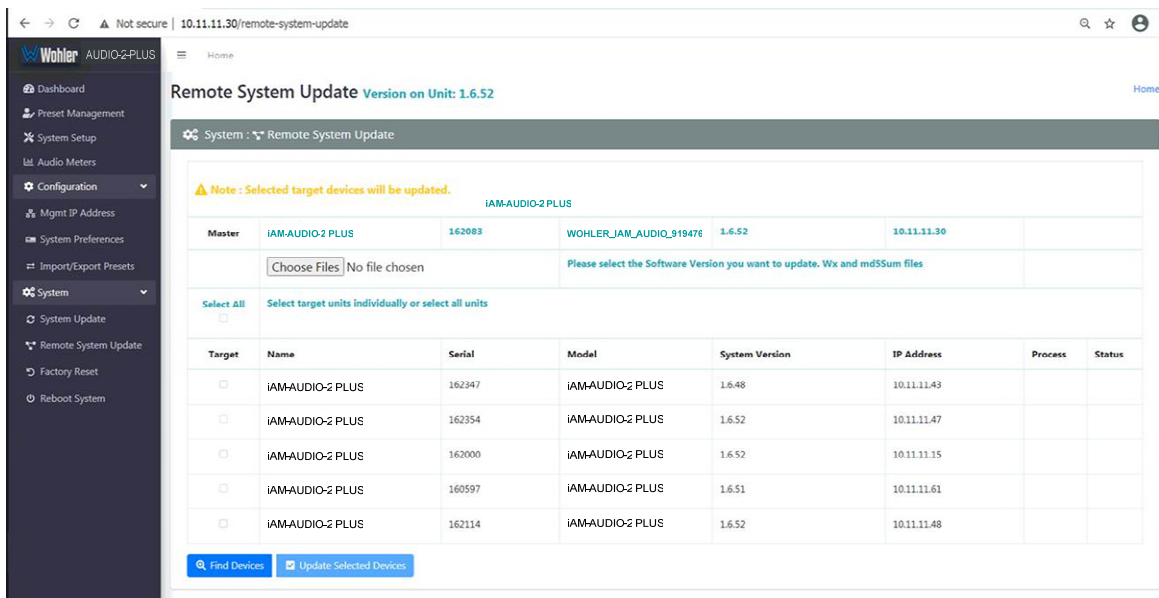 Not secure | 10.11.11.30/remote-system-update
Wohler AUDIO-2-PLUS
Home
Dashboard
Preset Management
System Setup
Audio Meters
Configuration
Mgmt IP Address
System Preferences
Import/Export Presets
System
System Update
Remote System Update
Factory Reset
Reboot System
Remote System Update Version on Unit: 1.6.52
Home
System : Remote System Update
Note : Selected target devices will be updated.
iAM-AUDIO-2 PLUS
Master iAM-AUDIO-2 PLUS 162083 WOHLER_IAM_AUDIO_919476 1.6.52 10.11.11.30
Choose Files No file chosen Please select the Software Version you want to update. Wx and md5Sum files
Select All Select target units individually or select all units
Target Name Serial Model System Version IP Address Process Status
iAM-AUDIO-2 PLUS 162347 iAM-AUDIO-2 PLUS 1.6.48 10.11.11.43
iAM-AUDIO-2 PLUS 162354 iAM-AUDIO-2 PLUS 1.6.52 10.11.11.47
iAM-AUDIO-2 PLUS 162000 iAM-AUDIO-2 PLUS 1.6.52 10.11.11.15
iAM-AUDIO-2 PLUS 160597 iAM-AUDIO-2 PLUS 1.6.51 10.11.11.61
iAM-AUDIO-2 PLUS 162114 iAM-AUDIO-2 PLUS 1.6.52 10.11.11.48
Find Devices Update Selected Devices